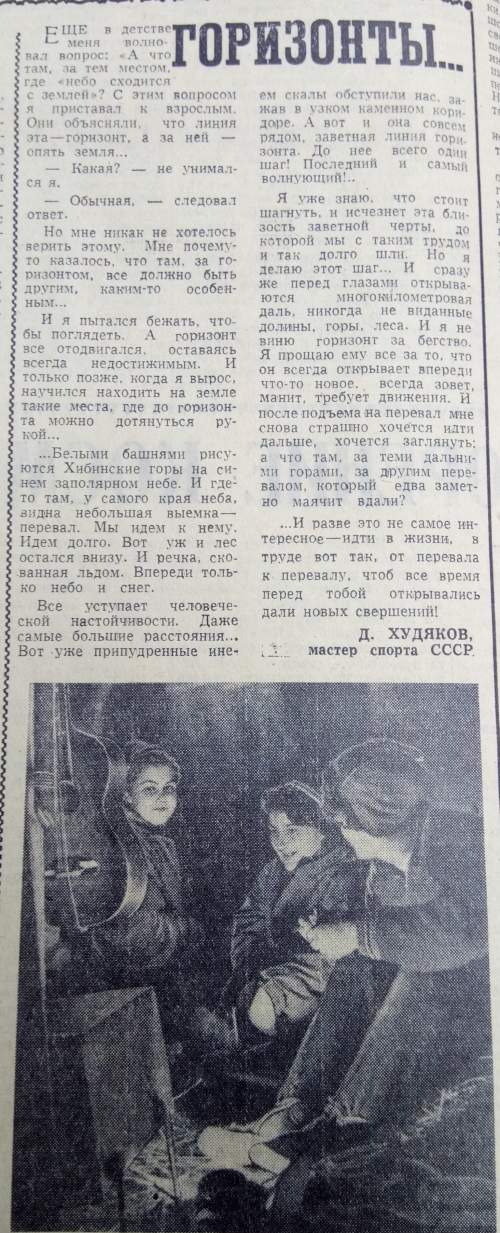 ГОРИЗОНТЫ...
ЕЩЕ в детстве
меня волно-
вал вопрос: «А что
там, за тем местом,
где «небо сходится
с землей»? С этим вопросом
я приставал к взрослым.
Они объясняли, что линия
эта—горизонт, а за ней —
опять земля...
— Какая? — не унимал-
ся я.
— Обычная, — следовал
ответ.
Но мне никак не хотелось
верить этому. Мне почему-
то казалось, что там, за го-
ризонтом, все должно быть
другим, каким-то особен-
ным...
И я пытался бежать, что-
бы поглядеть. А горизонт
все отодвигался, оставаясь
всегда недостижимым. И
только позже, когда я вырос,
научился находить на земле
такие места, где до горизон-
та можно дотянуться ру-
кой...
...Белыми башнями рису-
ются Хибинские горы на си-
нем заполярном небе. И где-
то там, у самого края неба,
видна небольшая выемка—
перевал. Мы идем к нему.
Идем долго. Вот уж и лес
остался внизу. И речка, ско-
ванная льдом. Впереди толь-
ко небо и снег.
Все уступает человече-
ской настойчивости. Даже
самые большие расстояния...
Вот уже припудренные ине-
ем скалы обступили нас, за-
жав в узком каменном кори-
доре. А вот и она совсем
рядом, заветная линия гори-
зонта. До нее всего один
шаг! Последний и самый
волнующий!..
Я уже знаю, что стоит
шагнуть, и исчезнет эта бли-
зость заветной черты, до
которой мы с таким трудом
и так долго шли. Но я
делаю этот шаг... И сразу
же перед глазами открыва-
ются многокилометровая
даль, никогда не виданные
долины, горы, леса. И я не
виню горизонт за бегство.
Я прощаю ему все за то, что
он всегда открывает впереди
что-то новое, всегда зовет,
манит, требует движения. И
после подъема на перевал мне
снова страшно хочется идти
дальше, хочется заглянуть:
а что там, за теми дальни-
ми горами, за другим пере-
валом, который едва замет-
но маячит вдали?
...И разве это не самое ин-
тересное—идти в жизни, в
труде вот так, от перевала
к перевалу, чтоб все время
перед тобой открывались
дали новых свершений!
Д. ХУДЯКОВ,
мастер спорта СССР.